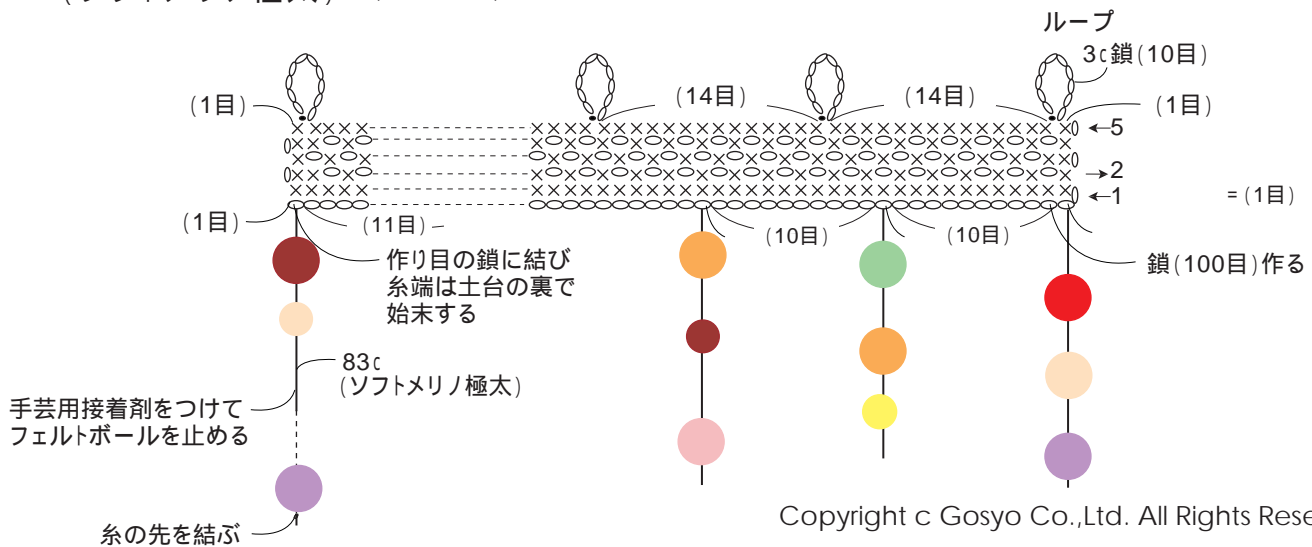 ループ
3c鎖(10目)
(1目)
(14目)
(14目)
(1目)
←5
→2
←1
=(1目)
(1目)
(11目)
(10目)
(10目)
鎖(100目)作る
作り目の鎖に結び
糸端は土台の裏で
始末する
83c
(ソフトメリノ極太)
手芸用接着剤をつけて
フェルトボールを止める
糸の先を結ぶ
Copyright c Gosyo Co.,Ltd. All Rights Rese